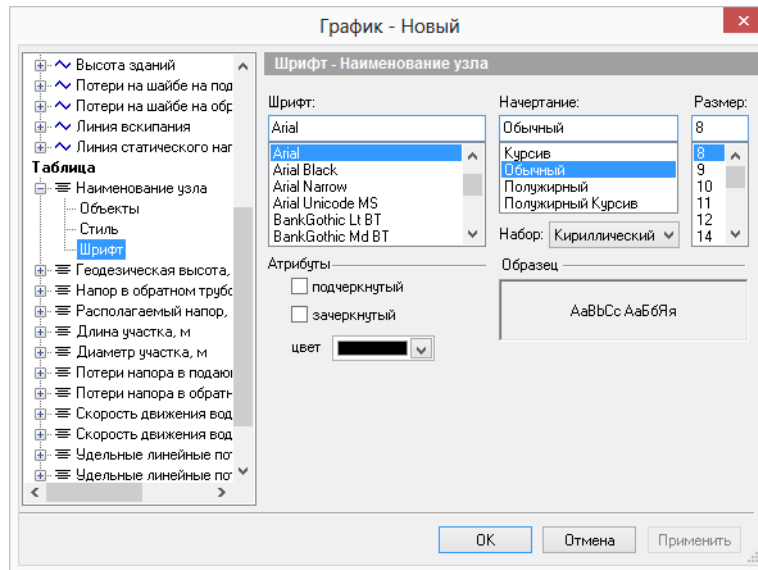 График - Новый
Высота зданий
Потери на шайбе на под
Потери на шайбе на обр
Линия вскипания
Линия статического наг
Таблица
Наименование узла
Объекты
Стиль
Шрифт
Геодезическая высота,
Напор в обратном трубо
Располагаемый напор,
Длина участка, м
Диаметр участка, м
Потери напора в подаю
Потери напора в обратн
Скорость движения вод
Скорость движения вод
Удельные линейные по
Удельные линейные по
Шрифт - Наименование узла
Шрифт:
Arial
Arial
Arial Black
Arial Narrow
Arial Unicode MS
BankGothic Lt BT
BankGothic Md BT
Начертание:
Обычный
Курсив
Обычный
Полужирный
Полужирный Курсив
Размер:
8
8
9
10
11
12
14
Набор: Кириллический
Атрибуты
подчеркнутый
зачеркнутый
цвет
Образец
AaBbCc АаБбЯя
OK
Отмена
Применить